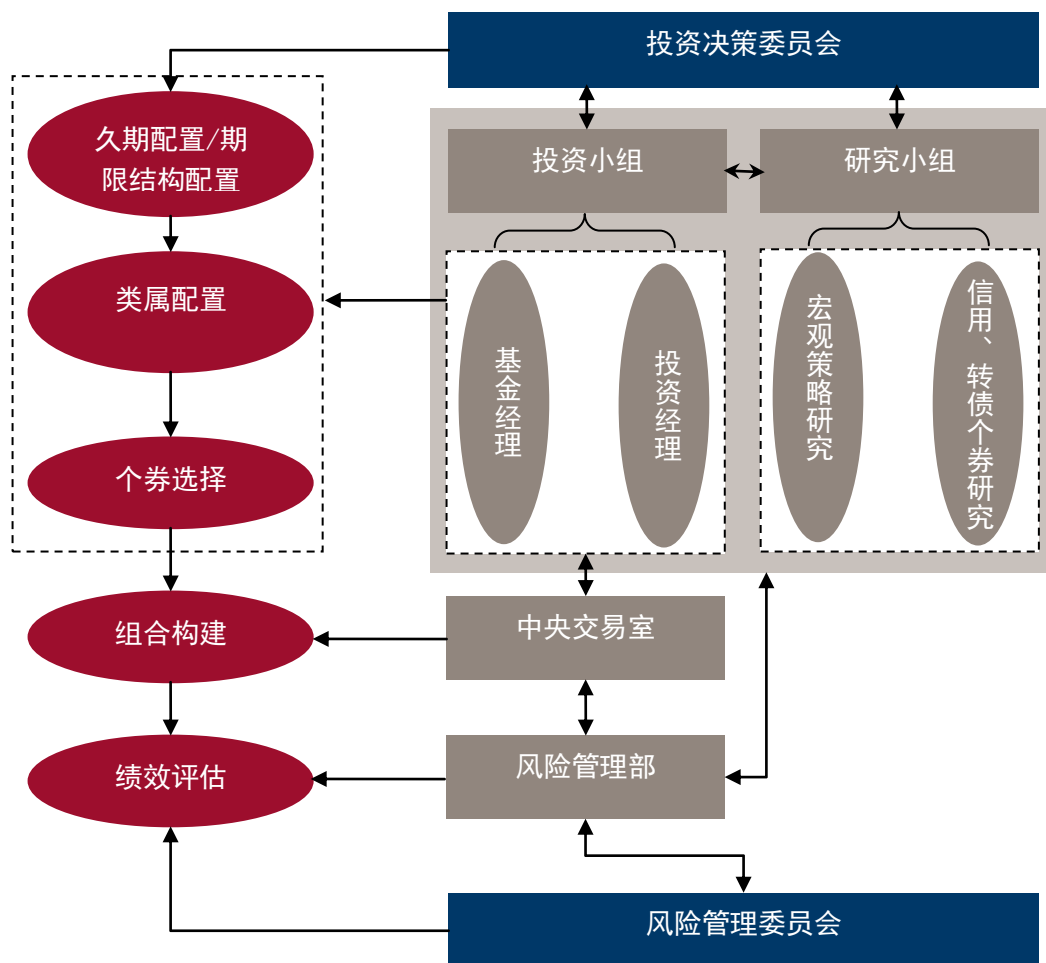 投资决策委员会
久期配置/期
限结构配置
投资小组
研究小组
类属配置
基金经理
投资经理
宏观策略研究
信用、转债个券研究
个券选择
组合构建
中央交易室
绩效评估
风险管理部
风险管理委员会